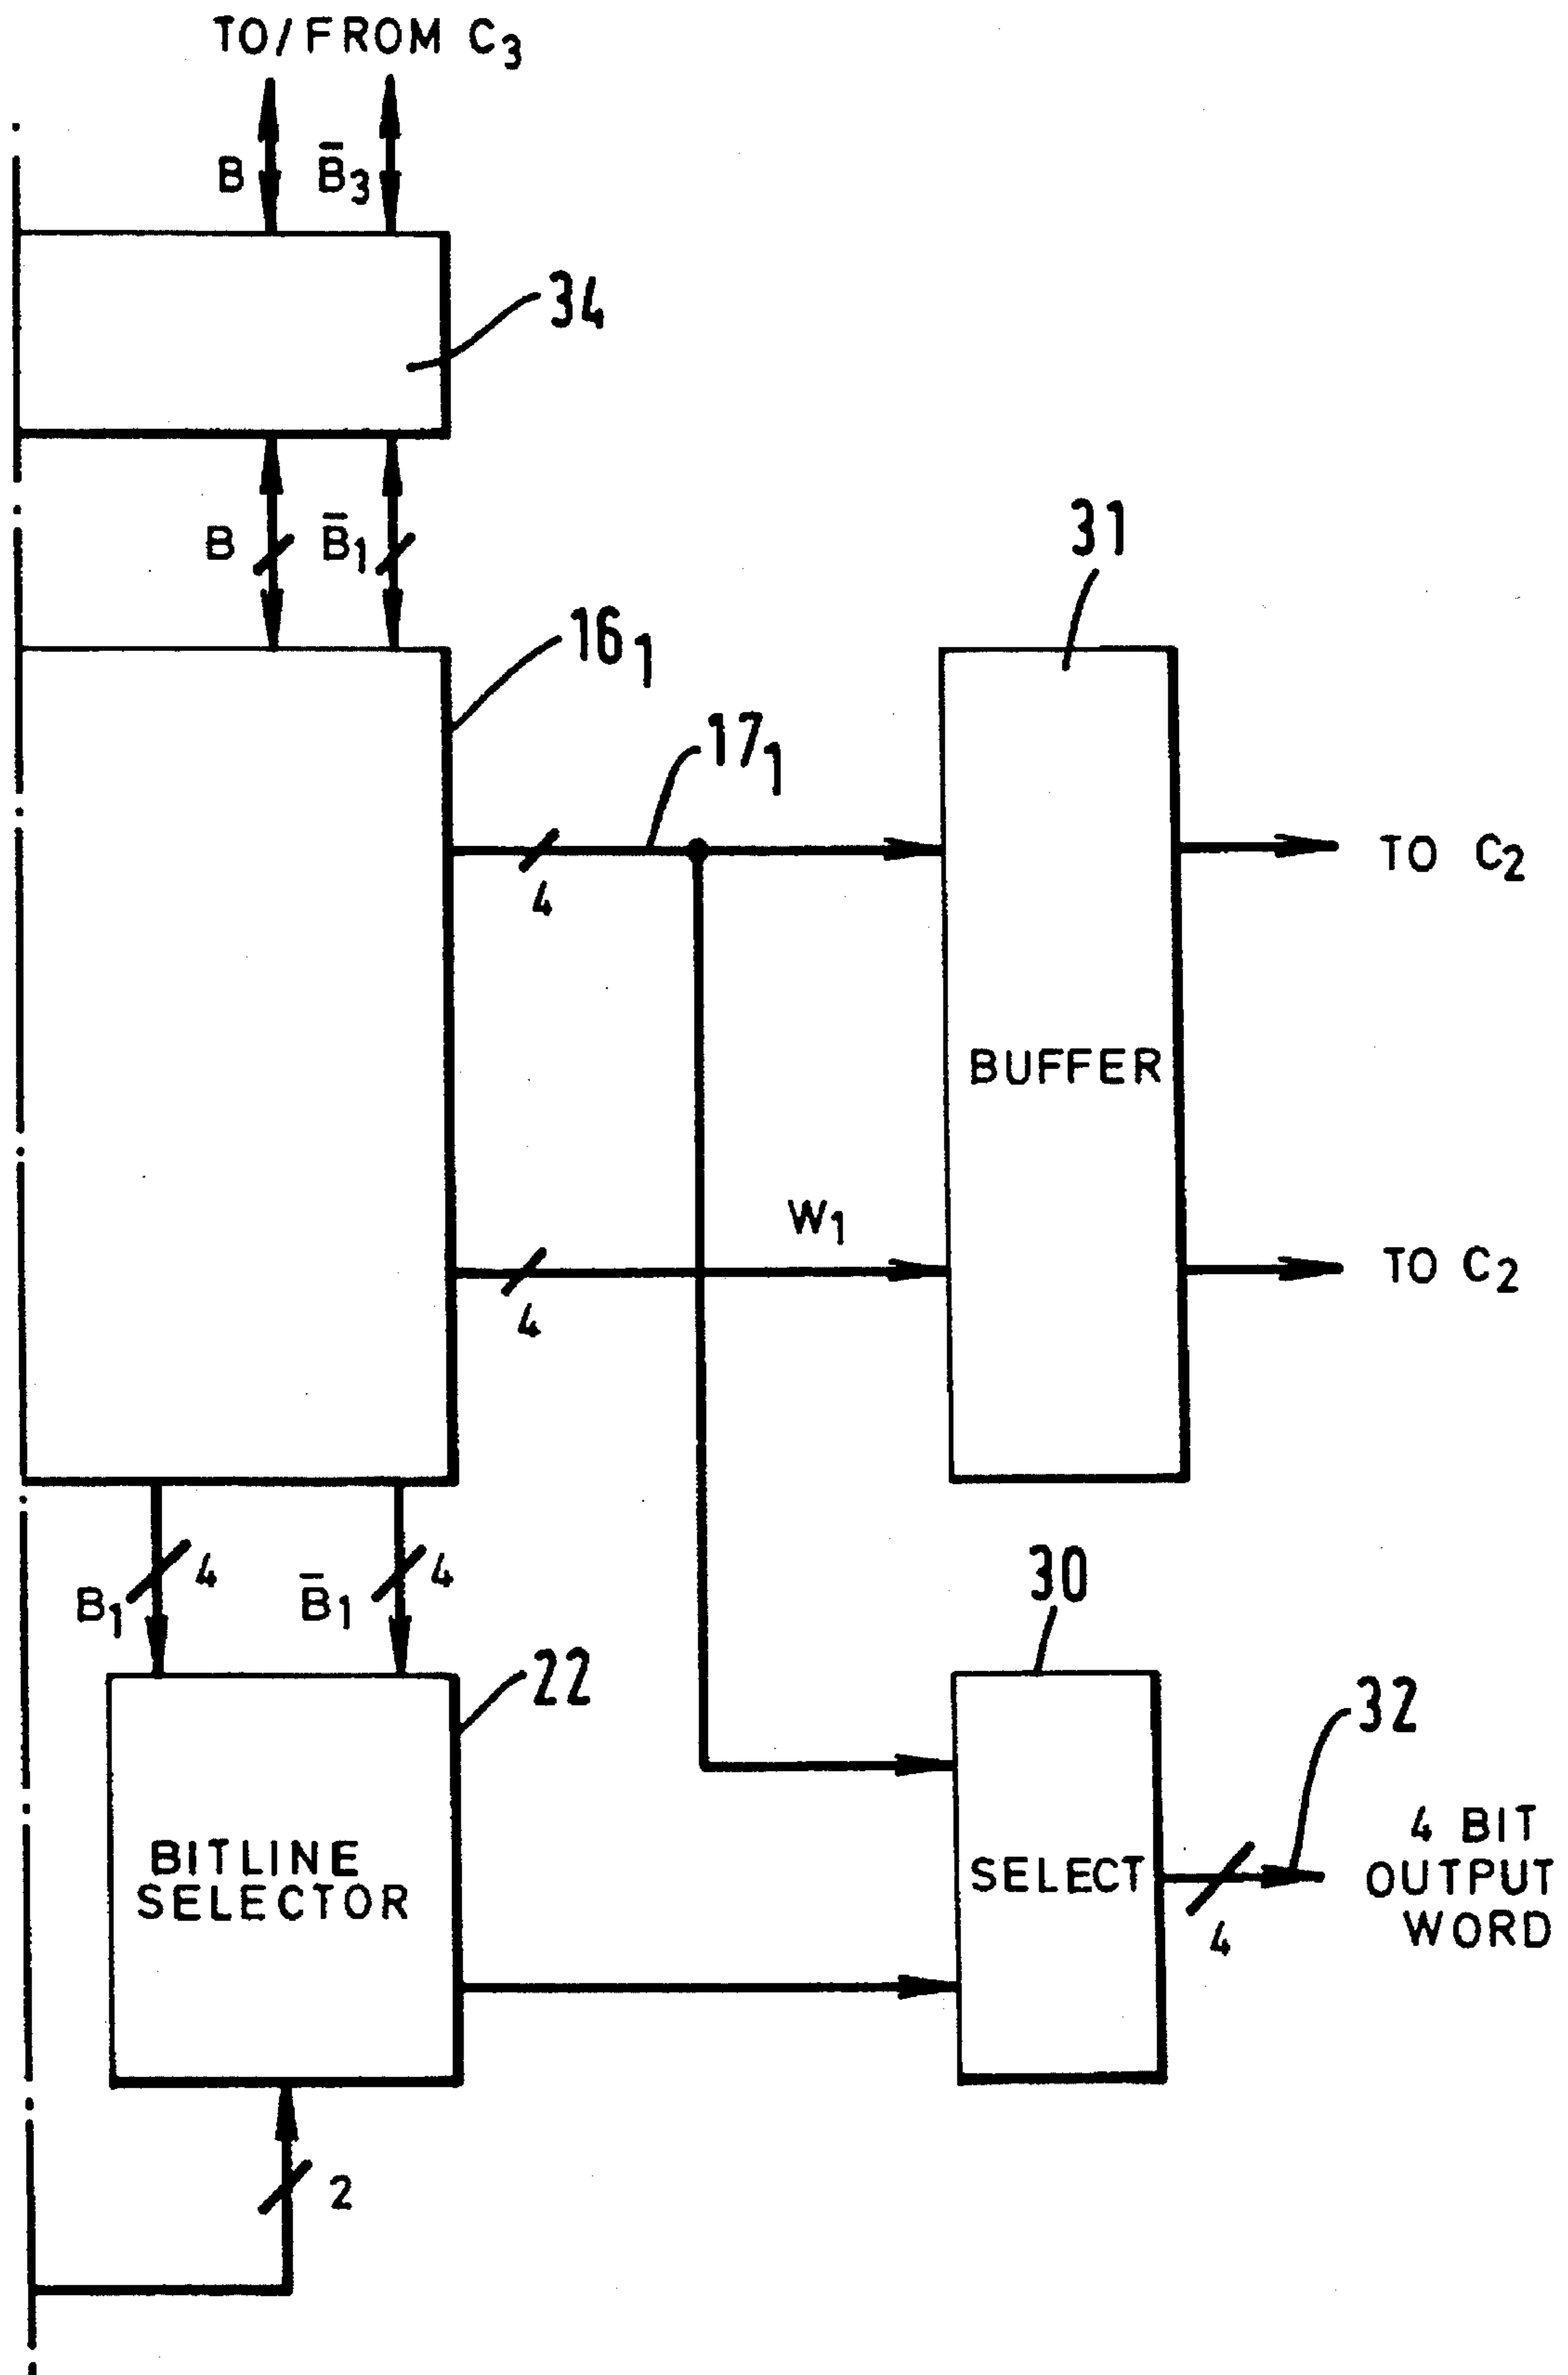 TO/FROM C₃
B B̄₃
34
B B̄₁
16₁
31
17₁
4
TO C₂
BUFFER
W₁
4
TO C₂
B₁ 4 B̄₁ 4
30
22
32
BITLINE
SELECTOR
SELECT
4
4 BIT
OUTPUT
WORD
2